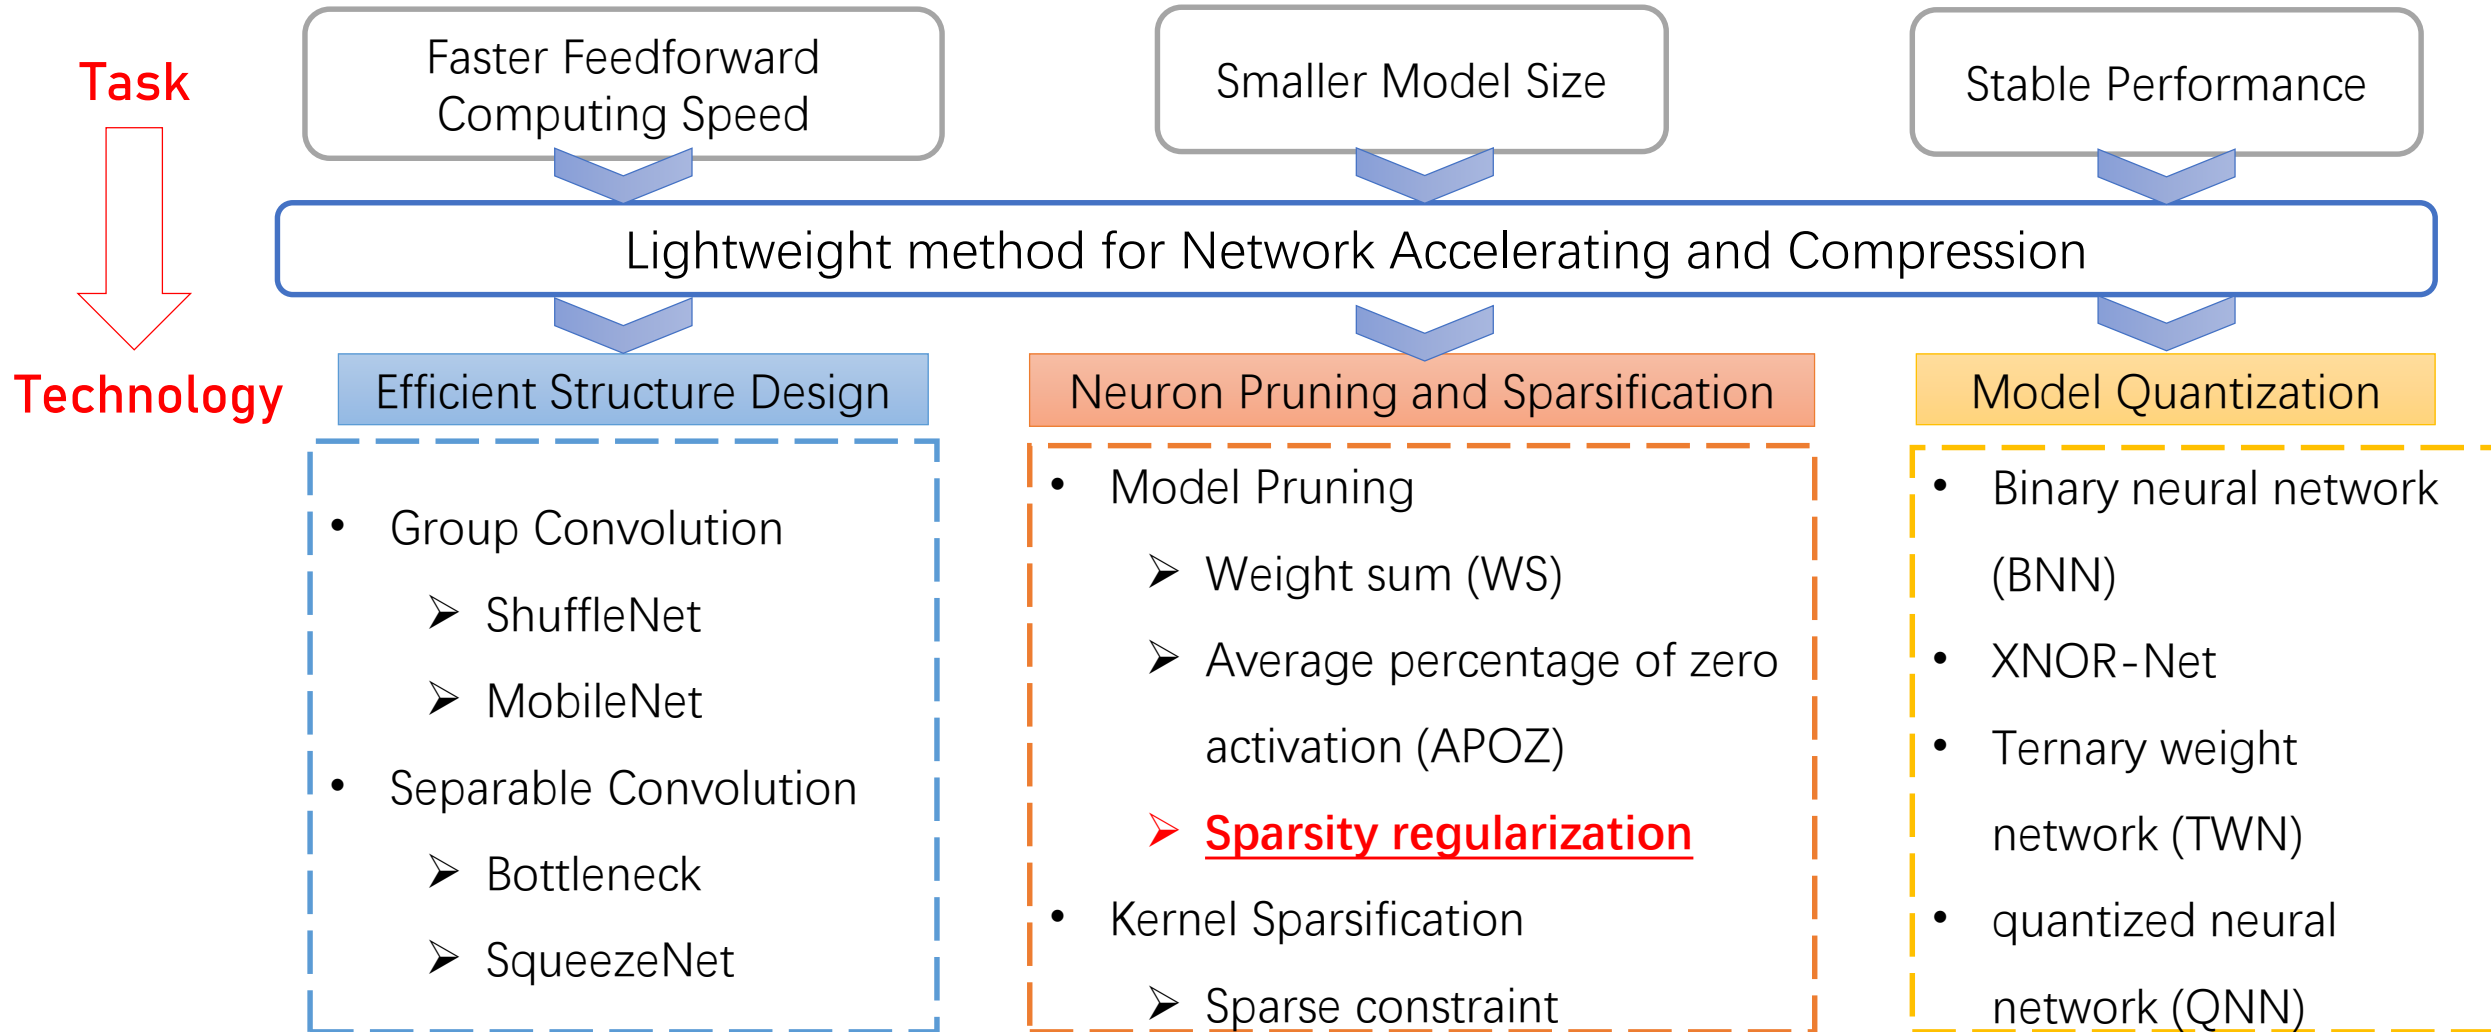 Task
Faster Feedforward
Computing Speed
Smaller Model Size
Stable Performance
Lightweight method for Network Accelerating and Compression
Technology
Efficient Structure Design
• Group Convolution
➢ ShuffleNet
➢ MobileNet
• Separable Convolution
➢ Bottleneck
➢ SqueezeNet
Neuron Pruning and Sparsification
• Model Pruning
➢ Weight sum (WS)
➢ Average percentage of zero
activation (APOZ)
➢ Sparsity regularization
• Kernel Sparsification
➢ Sparse constraint
Model Quantization
• Binary neural network
(BNN)
• XNOR-Net
• Ternary weight
network (TWN)
• quantized neural
network (QNN)